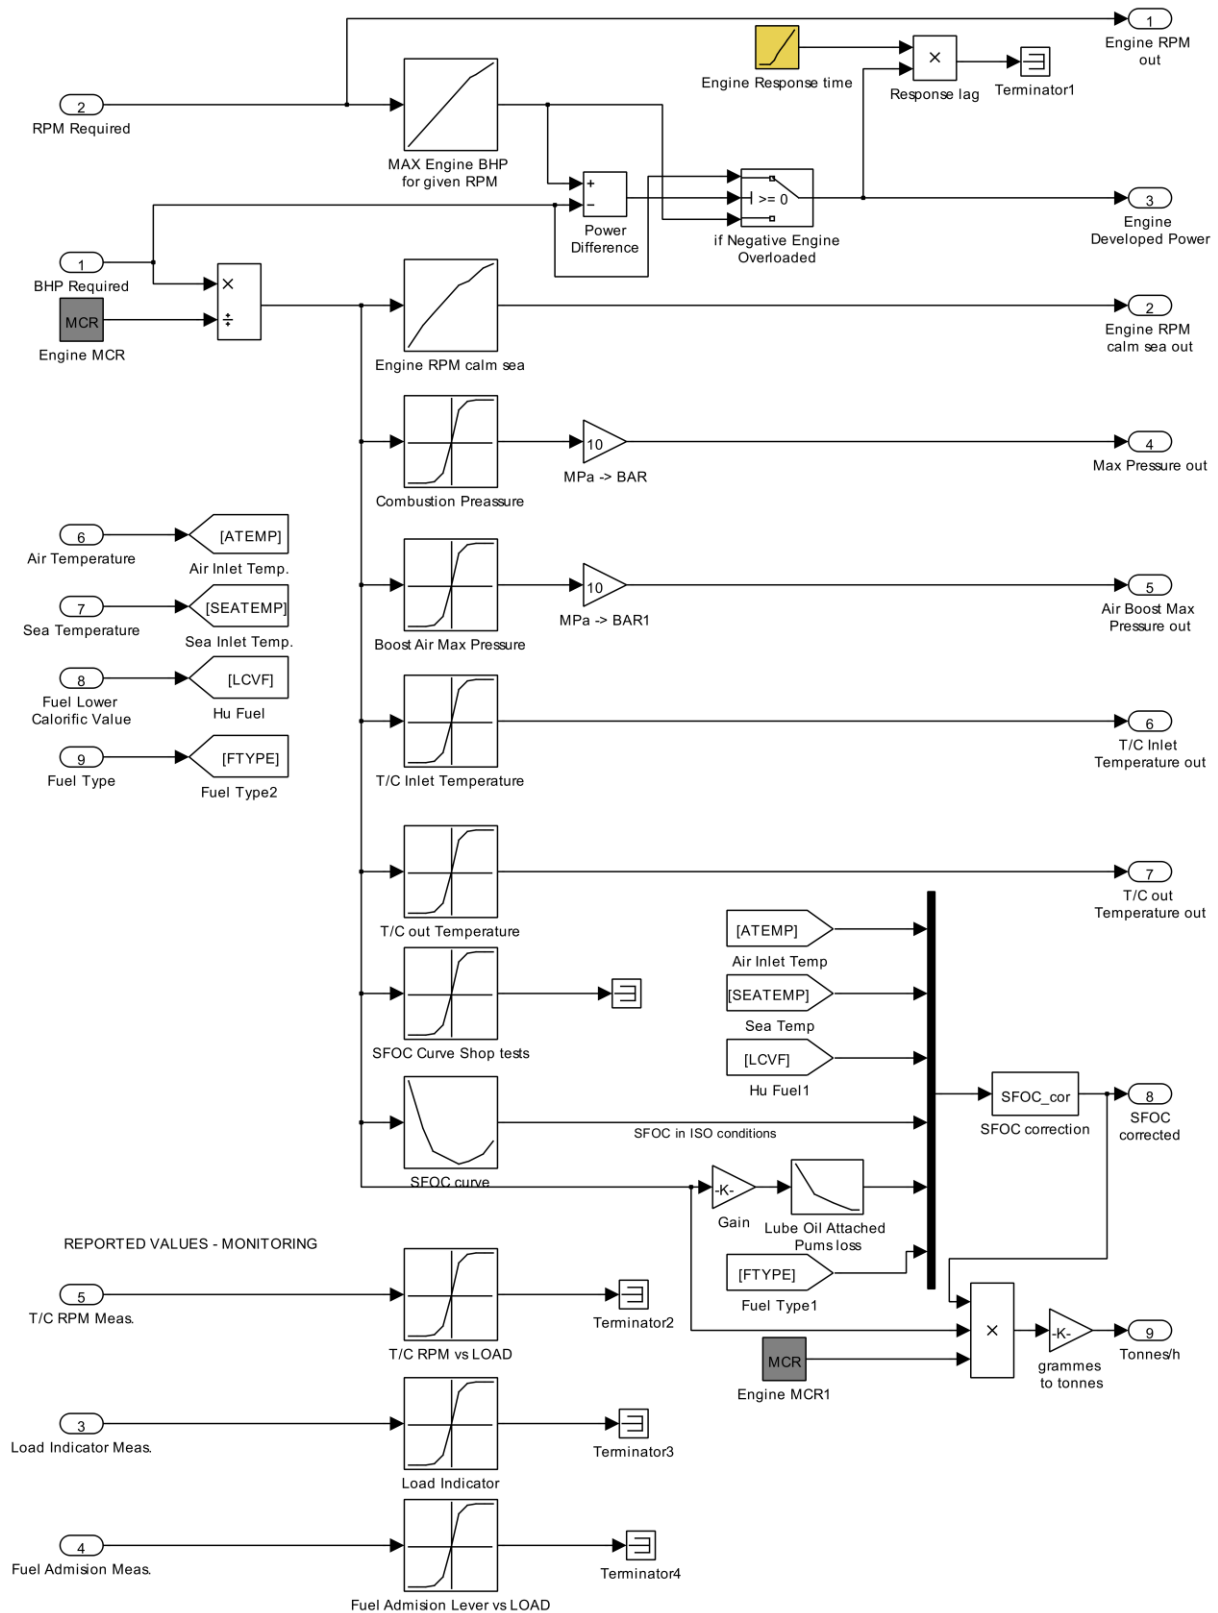 1
Engine RPM
out
Engine Response time
×
Response lag
Terminator1
2
RPM Required
MAX Engine BHP
for given RPM
+
−
Power
Difference
>= 0
if Negative Engine
Overloaded
3
Engine
Developed Power
1
BHP Required
MCR
Engine MCR
×
÷
Engine RPM calm sea
2
Engine RPM
calm sea out
Combustion Preassure
10
MPa -> BAR
4
Max Pressure out
6
Air Temperature
[ATEMP]
Air Inlet Temp.
7
Sea Temperature
[SEATEMP]
Sea Inlet Temp.
Boost Air Max Pressure
10
MPa -> BAR1
5
Air Boost Max
Pressure out
8
Fuel Lower
Calorific Value
[LCVF]
Hu Fuel
9
Fuel Type
[FTYPE]
Fuel Type2
T/C Inlet Temperature
6
T/C Inlet
Temperature out
T/C out Temperature
7
T/C out
Temperature out
[ATEMP]
Air Inlet Temp
[SEATEMP]
Sea Temp
SFOC Curve Shop tests
[LCVF]
Hu Fuel1
SFOC_cor
SFOC correction
8
SFOC
corrected
SFOC in ISO conditions
SFOC curve
-K-
Gain
Lube Oil Attached
Pums loss
[FTYPE]
Fuel Type1
REPORTED VALUES - MONITORING
5
T/C RPM Meas.
T/C RPM vs LOAD
Terminator2
MCR
Engine MCR1
×
-K-
grammes
to tonnes
9
Tonnes/h
3
Load Indicator Meas.
Load Indicator
Terminator3
4
Fuel Admision Meas.
Fuel Admision Lever vs LOAD
Terminator4